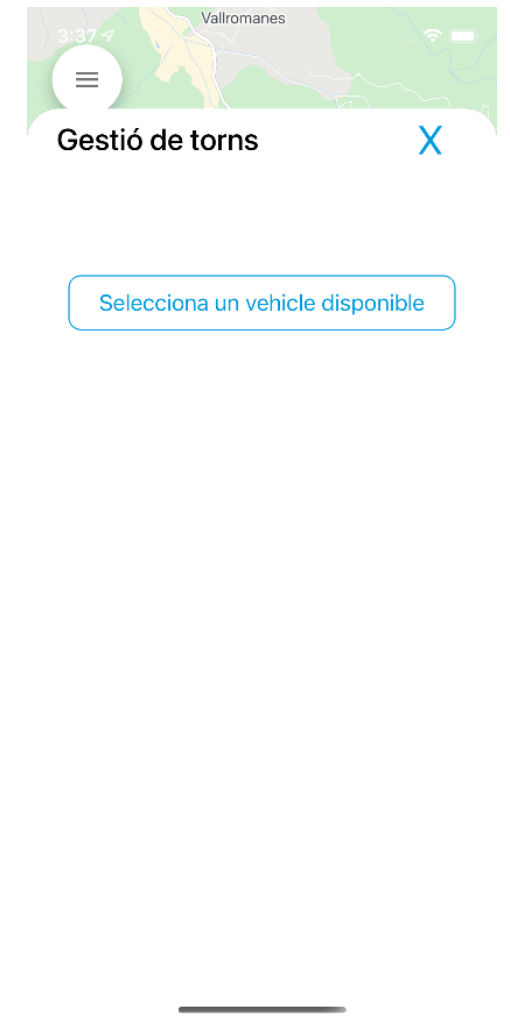 Vallromanes
3:37
Gestió de torns
X
Selecciona un vehicle disponible